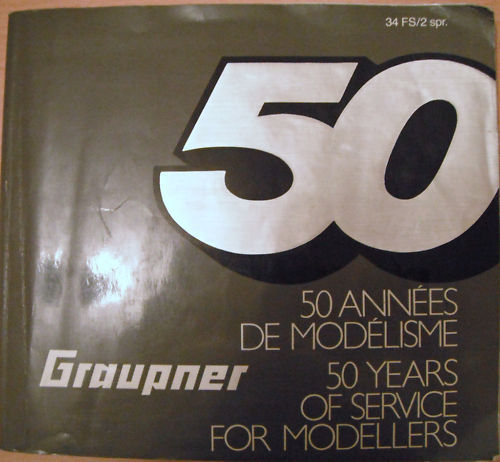 34 FS/2 spr.
50
50 ANNÉES
DE MODÉLISME
Graupner
50 YEARS
OF SERVICE
FOR MODELLERS